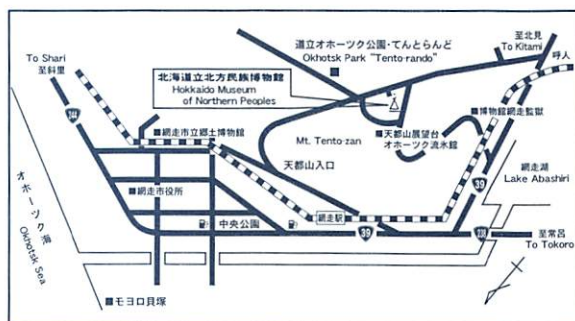 道立オホーツク公園・てんとらんど
Okhotsk Park "Tento-rando"
至北見
To Kitami
呼人
To Shari
至斜里
北海道立北方民族博物館
Hokkaido Museum
of Northern Peoples
244
網走市立郷土博物館
Mt. Tento-zan
天都山展望台
オホーツク流氷館
博物館網走監獄
天都山入口
網走湖
Lake Abashiri
39
網走市役所
オホーツク海
Okhotsk Sea
中央公園
網走駅
39
238
至常呂
To Tokoro
モヨロ貝塚